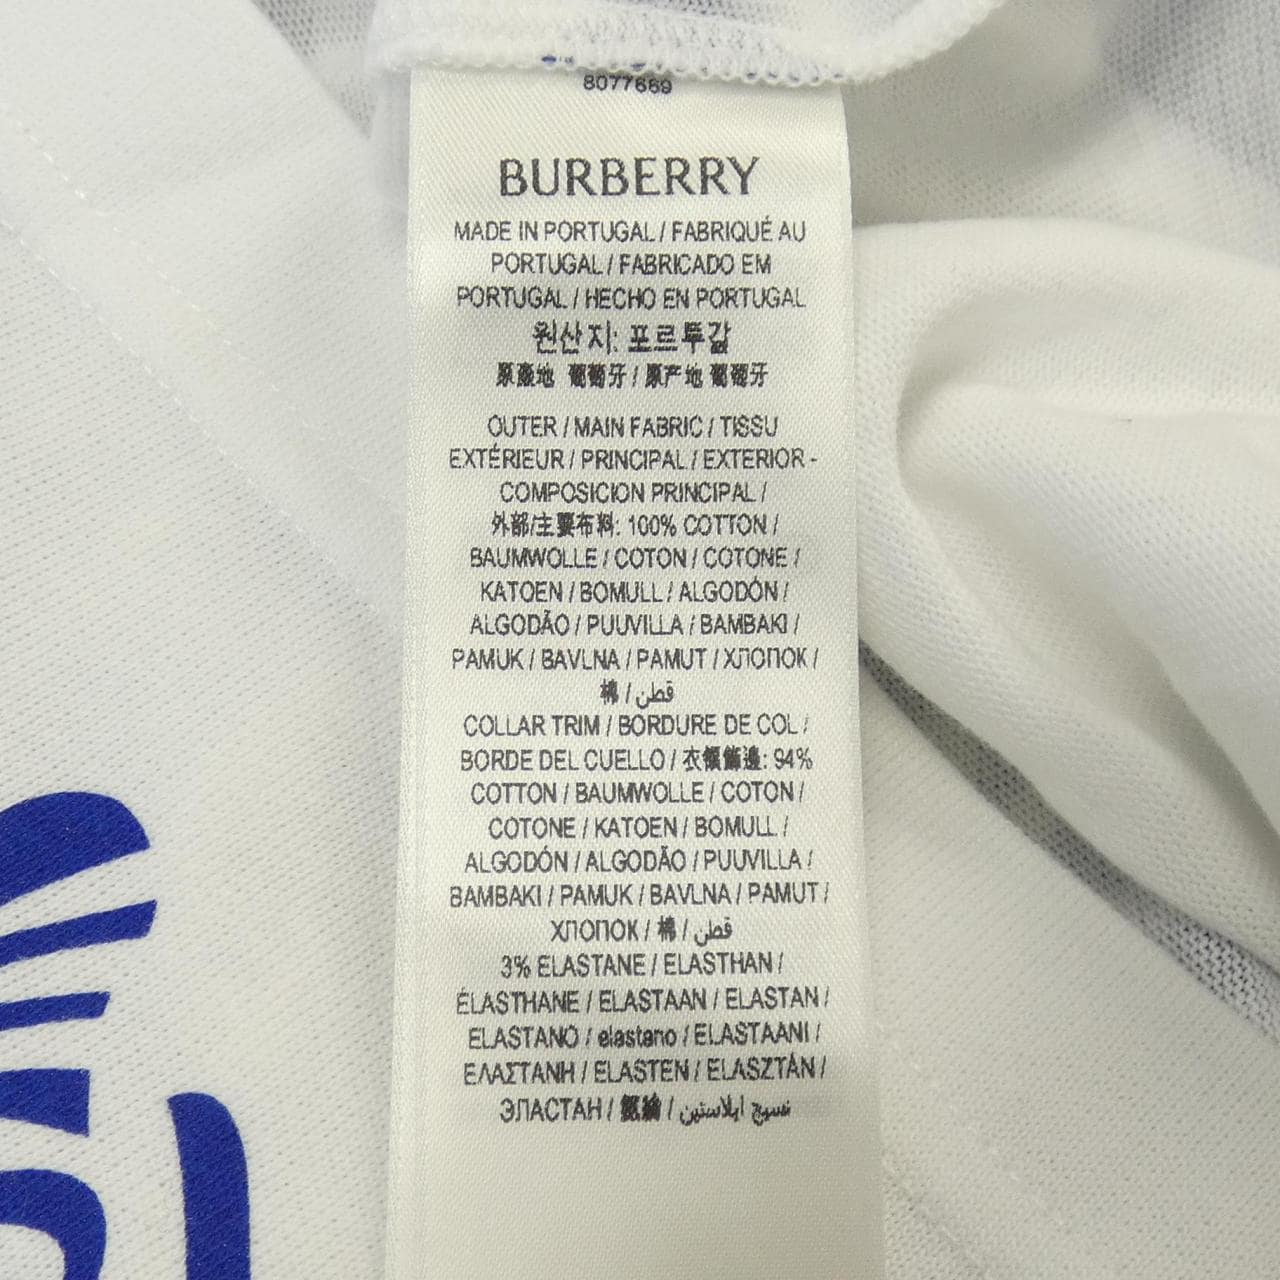 8077669
BURBERRY
MADE IN PORTUGAL / FABRIQUÉ AU
PORTUGAL / FABRICADO EM
PORTUGAL / HECHO EN PORTUGAL
원산지: 포르투갈
原產地 葡萄牙 / 原产地 葡萄牙
OUTER / MAIN FABRIC / TISSU
EXTÉRIEUR / PRINCIPAL / EXTERIOR -
COMPOSICION PRINCIPAL /
外部/主要布料: 100% COTTON /
BAUMWOLLE / COTON / COTONE /
KATOEN / BOMULL / ALGODÓN /
ALGODÃO / PUUVILLA / BAMBAKI /
PAMUK / BAVLNA / PAMUT / ХЛОПОК /
棉 / قطن
COLLAR TRIM / BORDURE DE COL /
BORDE DEL CUELLO / 衣領飾邊: 94%
COTTON / BAUMWOLLE / COTON /
COTONE / KATOEN / BOMULL /
ALGODÓN / ALGODÃO / PUUVILLA /
BAMBAKI / PAMUK / BAVLNA / PAMUT /
ХЛОПОК / 棉 / قطن
3% ELASTANE / ELASTHAN /
ÉLASTHANE / ELASTAAN / ELASTAN /
ELASTANO / elastano / ELASTAANI /
ΕΛΑΣΤΑΝΗ / ELASTEN / ELASZTÁN /
ЭЛАСТАН / 氨綸 / نسيج ايلاستين